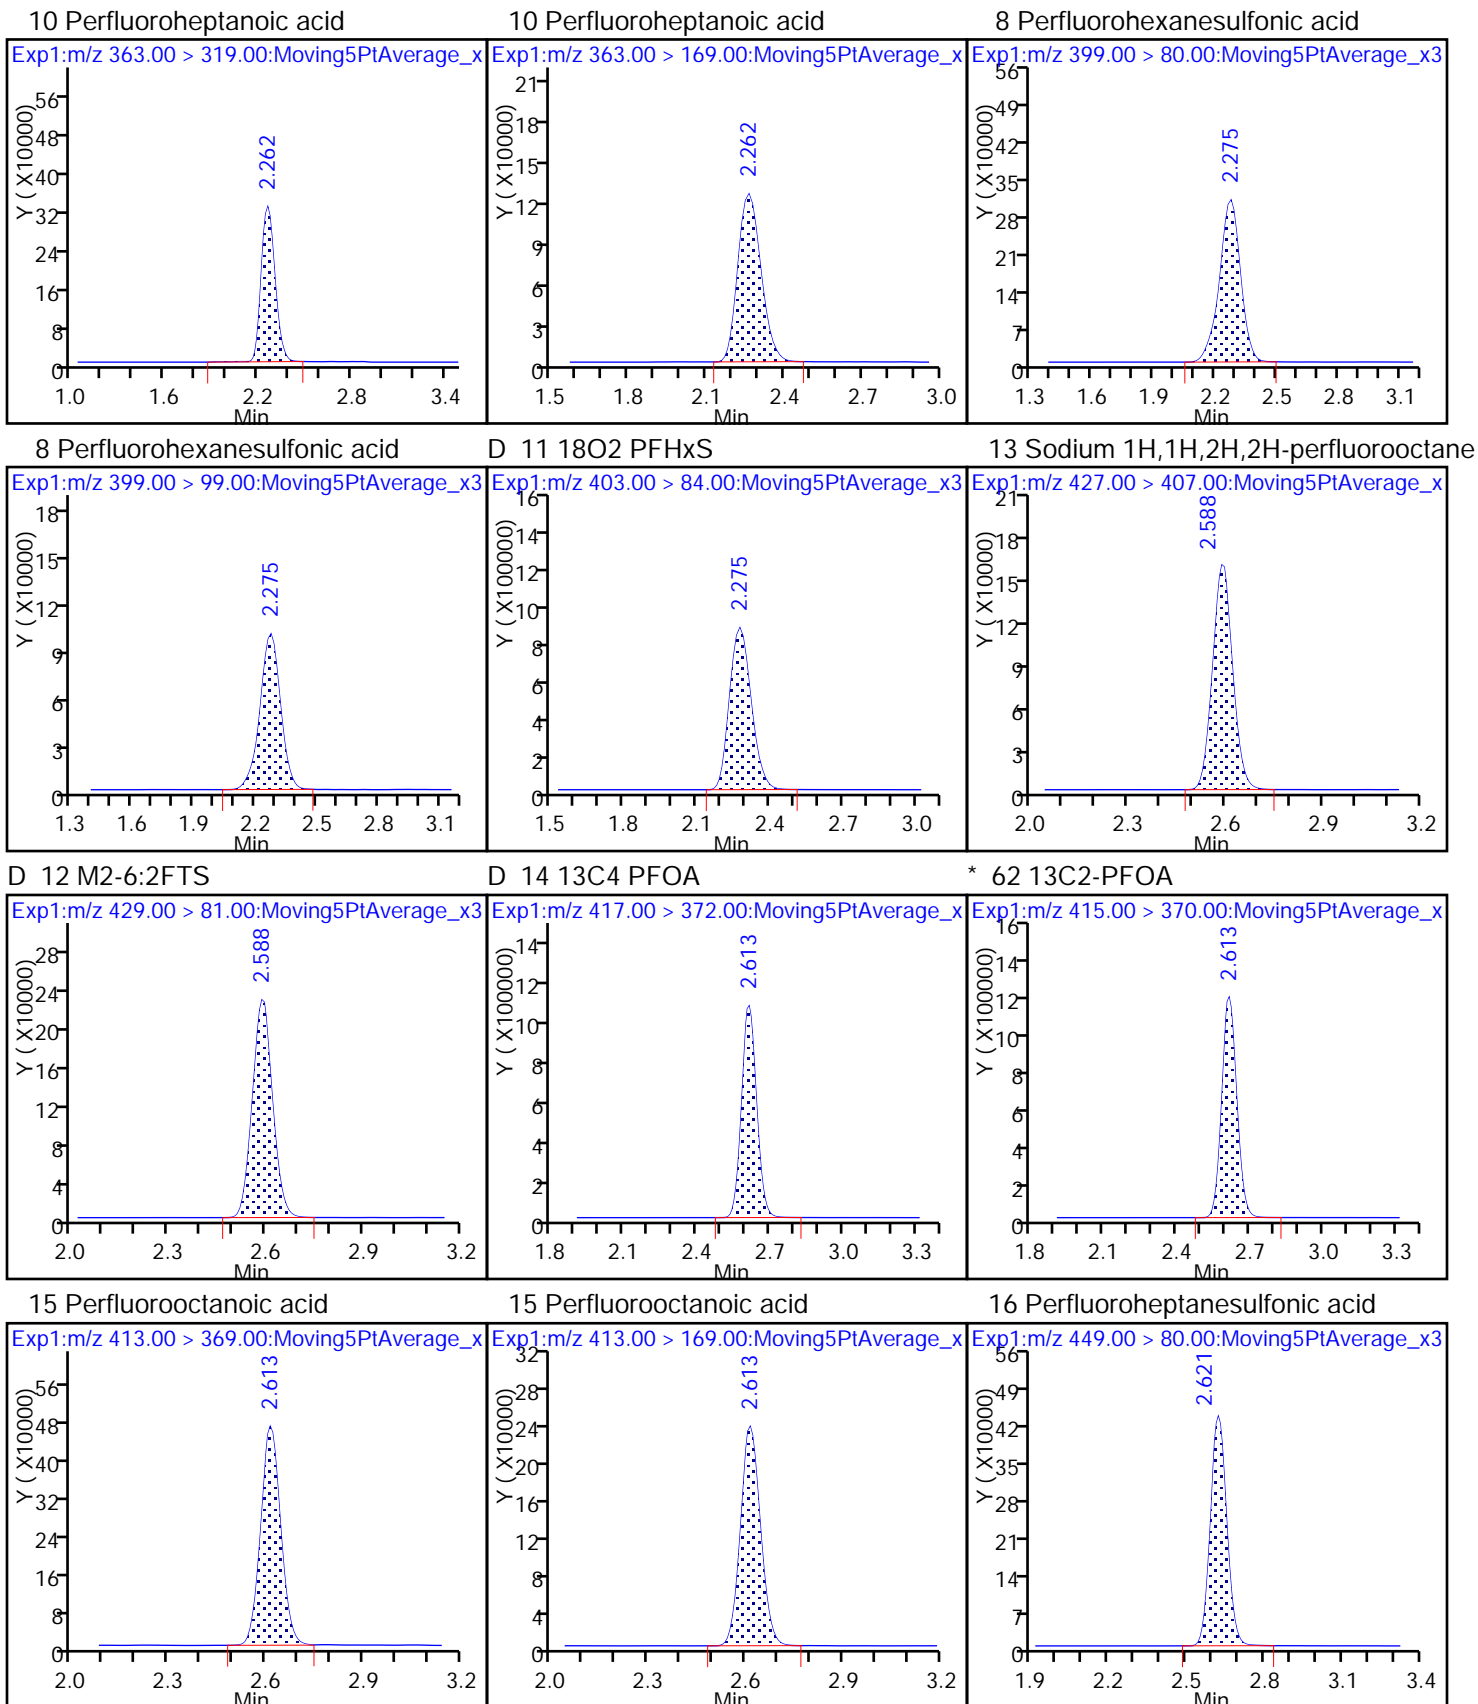 10 Perfluoroheptanoic acid
Exp1:m/z 363.00 > 319.00:Moving5PtAverage_x
Y ( X10000)
56
48
40
32
24
16
8
0
2.262
1.0 1.6 2.2 2.8 3.4
Min
10 Perfluoroheptanoic acid
Exp1:m/z 363.00 > 169.00:Moving5PtAverage_x
Y ( X10000)
21
18
15
12
9
6
3
0
2.262
1.5 1.8 2.1 2.4 2.7 3.0
Min
8 Perfluorohexanesulfonic acid
Exp1:m/z 399.00 > 80.00:Moving5PtAverage_x3
Y ( X10000)
56
49
42
35
28
21
14
7
0
2.275
1.3 1.6 1.9 2.2 2.5 2.8 3.1
Min
8 Perfluorohexanesulfonic acid
Exp1:m/z 399.00 > 99.00:Moving5PtAverage_x3
Y ( X10000)
18
15
12
9
6
3
0
2.275
1.3 1.6 1.9 2.2 2.5 2.8 3.1
Min
D 11 18O2 PFHxS
Exp1:m/z 403.00 > 84.00:Moving5PtAverage_x3
Y ( X100000)
16
14
12
10
8
6
4
2
0
2.275
1.5 1.8 2.1 2.4 2.7 3.0
Min
13 Sodium 1H,1H,2H,2H-perfluorooctane
Exp1:m/z 427.00 > 407.00:Moving5PtAverage_x
Y ( X10000)
21
18
15
12
9
6
3
0
2.588
2.0 2.3 2.6 2.9 3.2
Min
D 12 M2-6:2FTS
Exp1:m/z 429.00 > 81.00:Moving5PtAverage_x3
Y ( X10000)
28
24
20
16
12
8
4
0
2.588
2.0 2.3 2.6 2.9 3.2
Min
D 14 13C4 PFOA
Exp1:m/z 417.00 > 372.00:Moving5PtAverage_x
Y ( X100000)
14
12
10
8
6
4
2
0
2.613
1.8 2.1 2.4 2.7 3.0 3.3
Min
* 62 13C2-PFOA
Exp1:m/z 415.00 > 370.00:Moving5PtAverage_x
Y ( X100000)
16
14
12
10
8
6
4
2
0
2.613
1.8 2.1 2.4 2.7 3.0 3.3
Min
15 Perfluorooctanoic acid
Exp1:m/z 413.00 > 369.00:Moving5PtAverage_x
Y ( X10000)
56
48
40
32
24
16
8
0
2.613
2.0 2.3 2.6 2.9 3.2
Min
15 Perfluorooctanoic acid
Exp1:m/z 413.00 > 169.00:Moving5PtAverage_x
Y ( X10000)
32
28
24
20
16
12
8
4
0
2.613
2.0 2.3 2.6 2.9 3.2
Min
16 Perfluoroheptanesulfonic acid
Exp1:m/z 449.00 > 80.00:Moving5PtAverage_x3
Y ( X10000)
56
49
42
35
28
21
14
7
0
2.621
1.9 2.2 2.5 2.8 3.1 3.4
Min